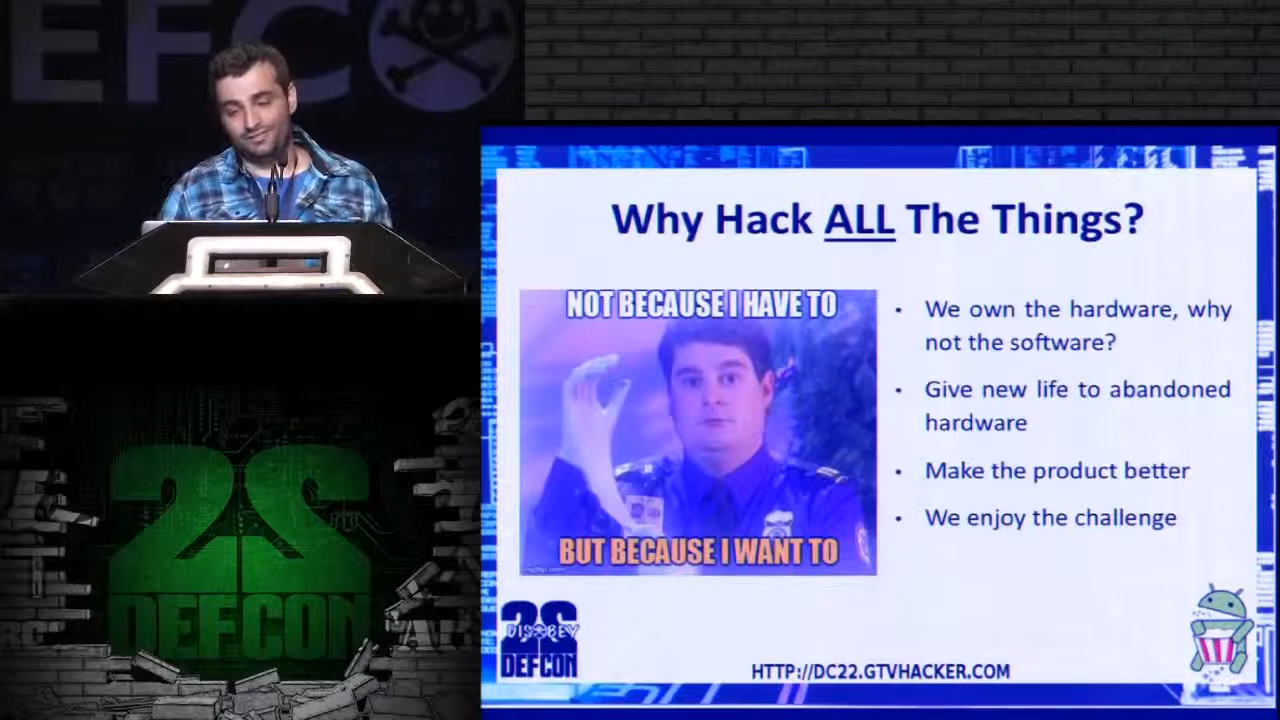 EFCO
Why Hack ALL The Things?
NOT BECAUSE I HAVE TO
BUT BECAUSE I WANT TO
• We own the hardware, why
not the software?
• Give new life to abandoned
hardware
• Make the product better
• We enjoy the challenge
22
DISOBEY
DEFCON
HTTP://DC22.GTVHACKER.COM
22
DEFCON